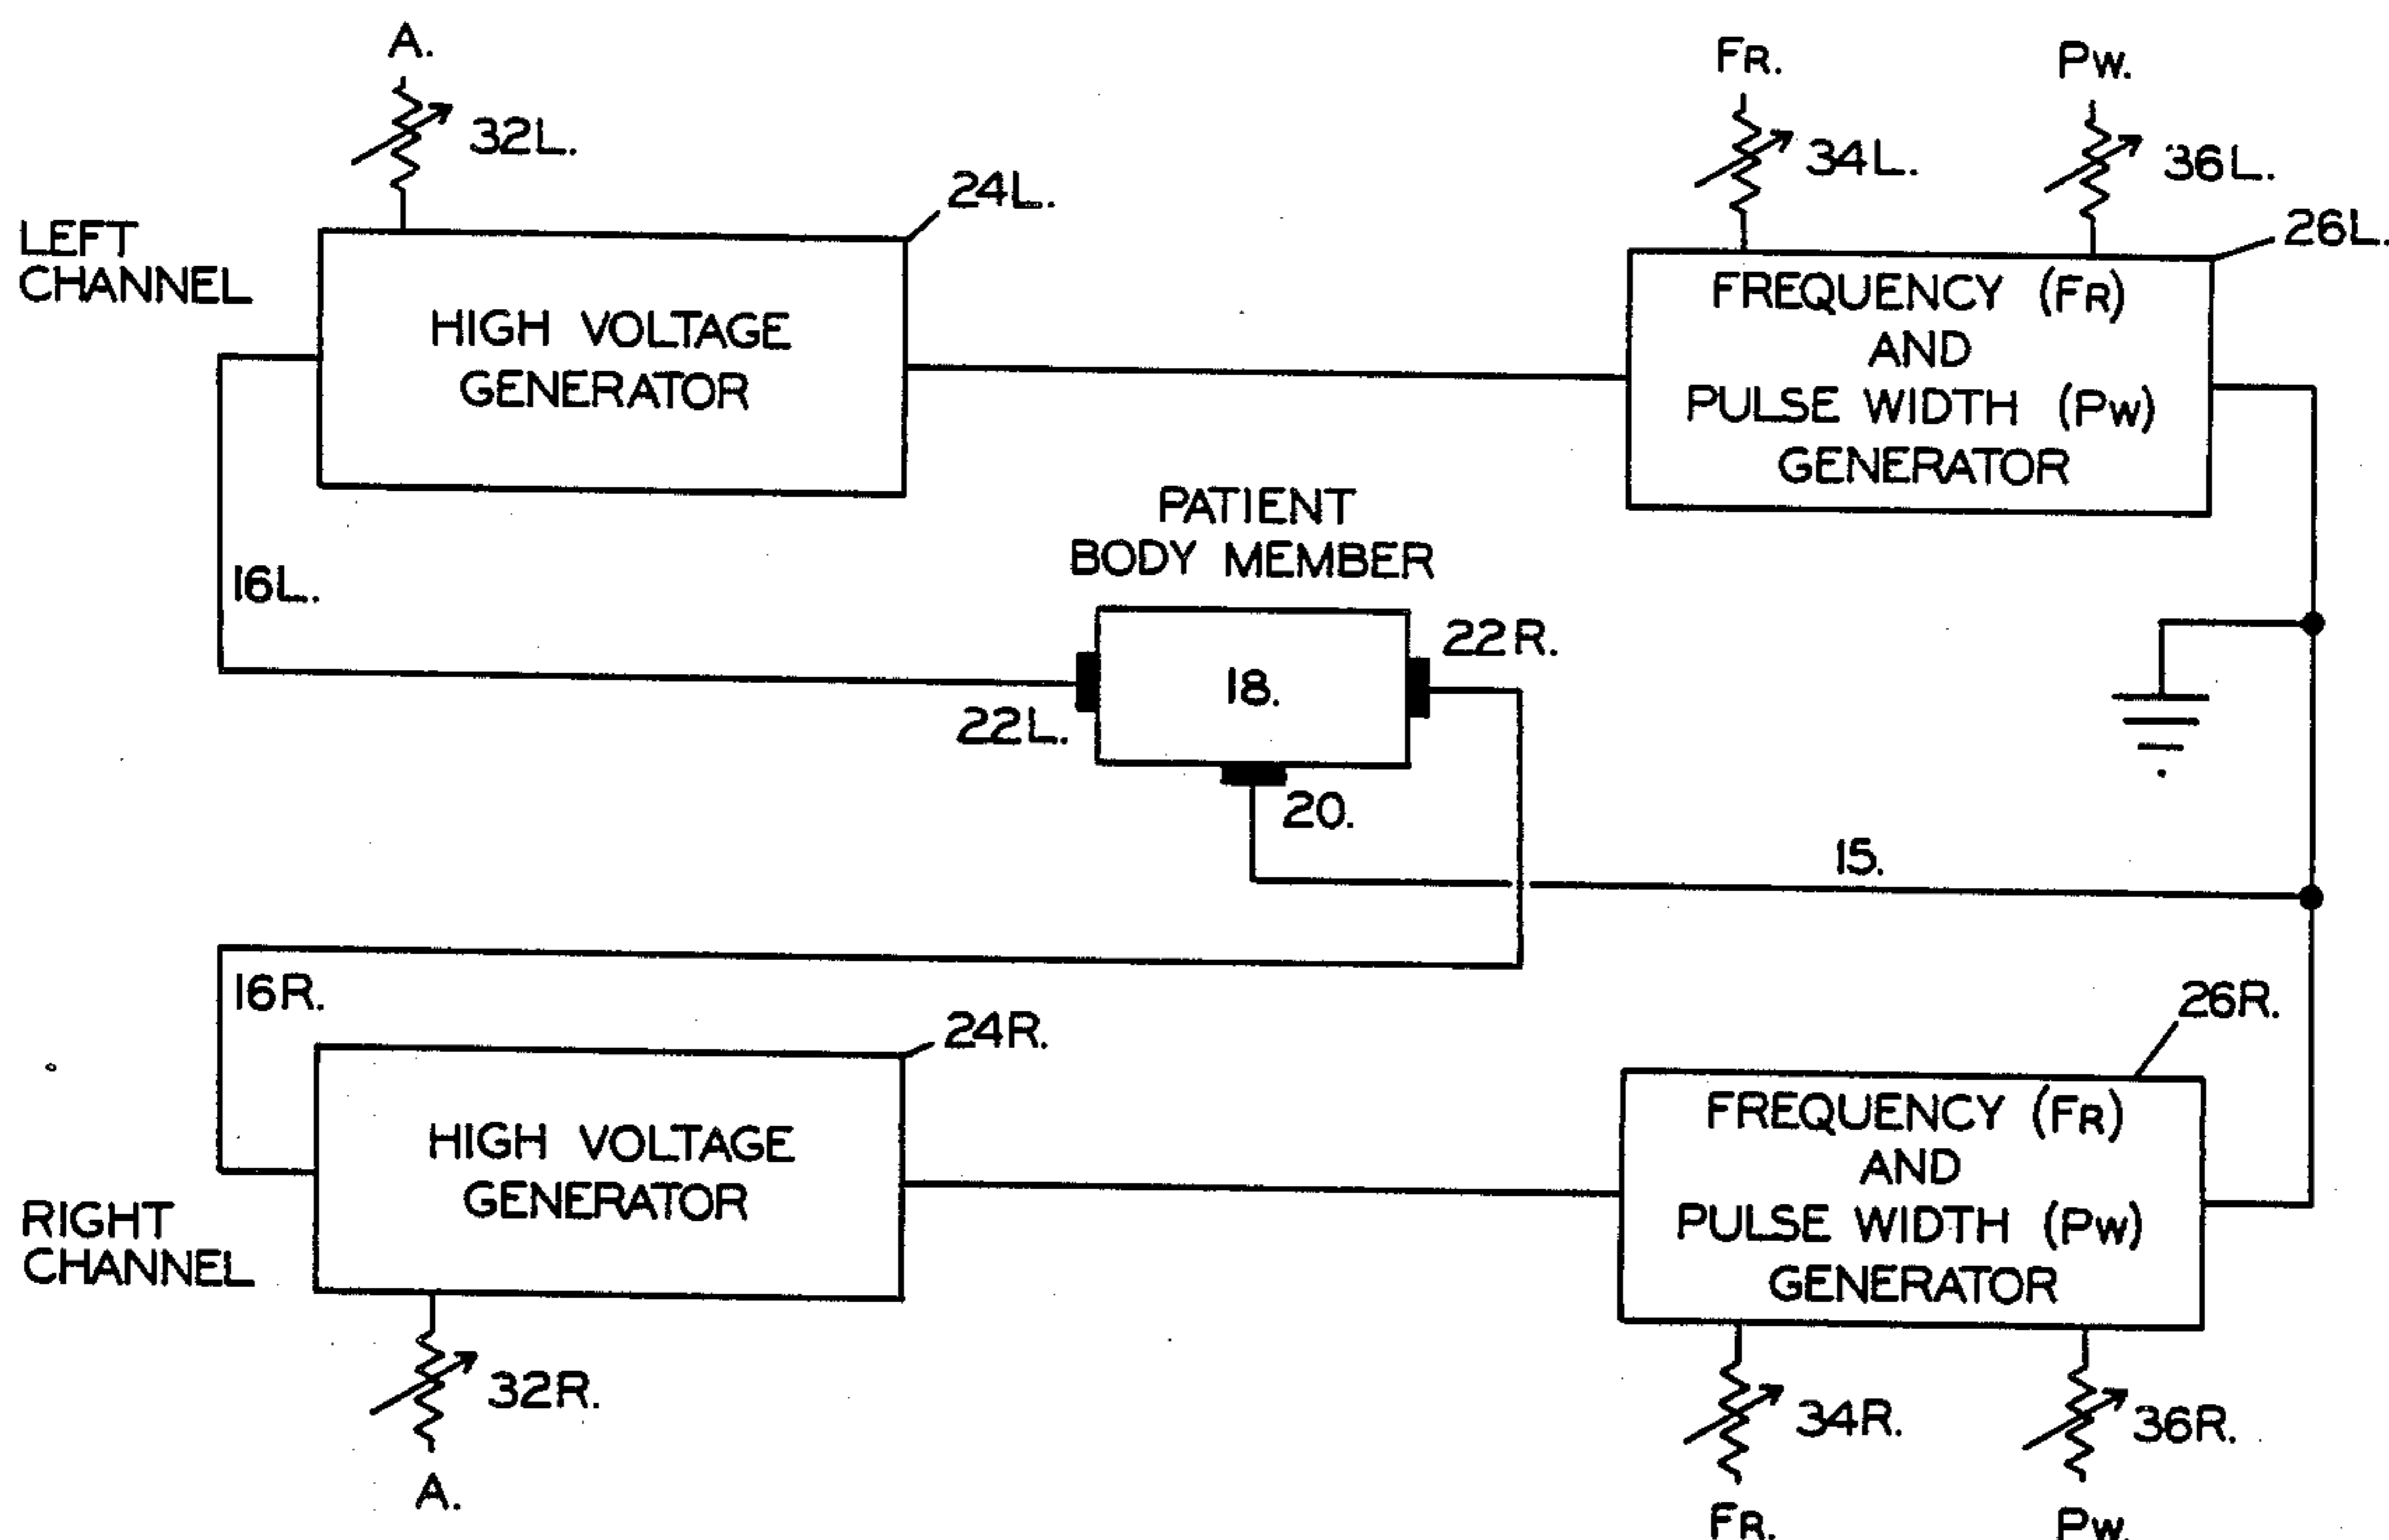 A.
32L.
24L.
LEFT
CHANNEL
HIGH VOLTAGE
GENERATOR
FR.
34L.
PW.
36L.
26L.
FREQUENCY (FR)
AND
PULSE WIDTH (PW)
GENERATOR
16L.
PATIENT
BODY MEMBER
18.
22L.
22R.
20.
15.
16R.
24R.
RIGHT
CHANNEL
HIGH VOLTAGE
GENERATOR
32R.
A.
26R.
FREQUENCY (FR)
AND
PULSE WIDTH (PW)
GENERATOR
34R.
FR.
36R.
PW.